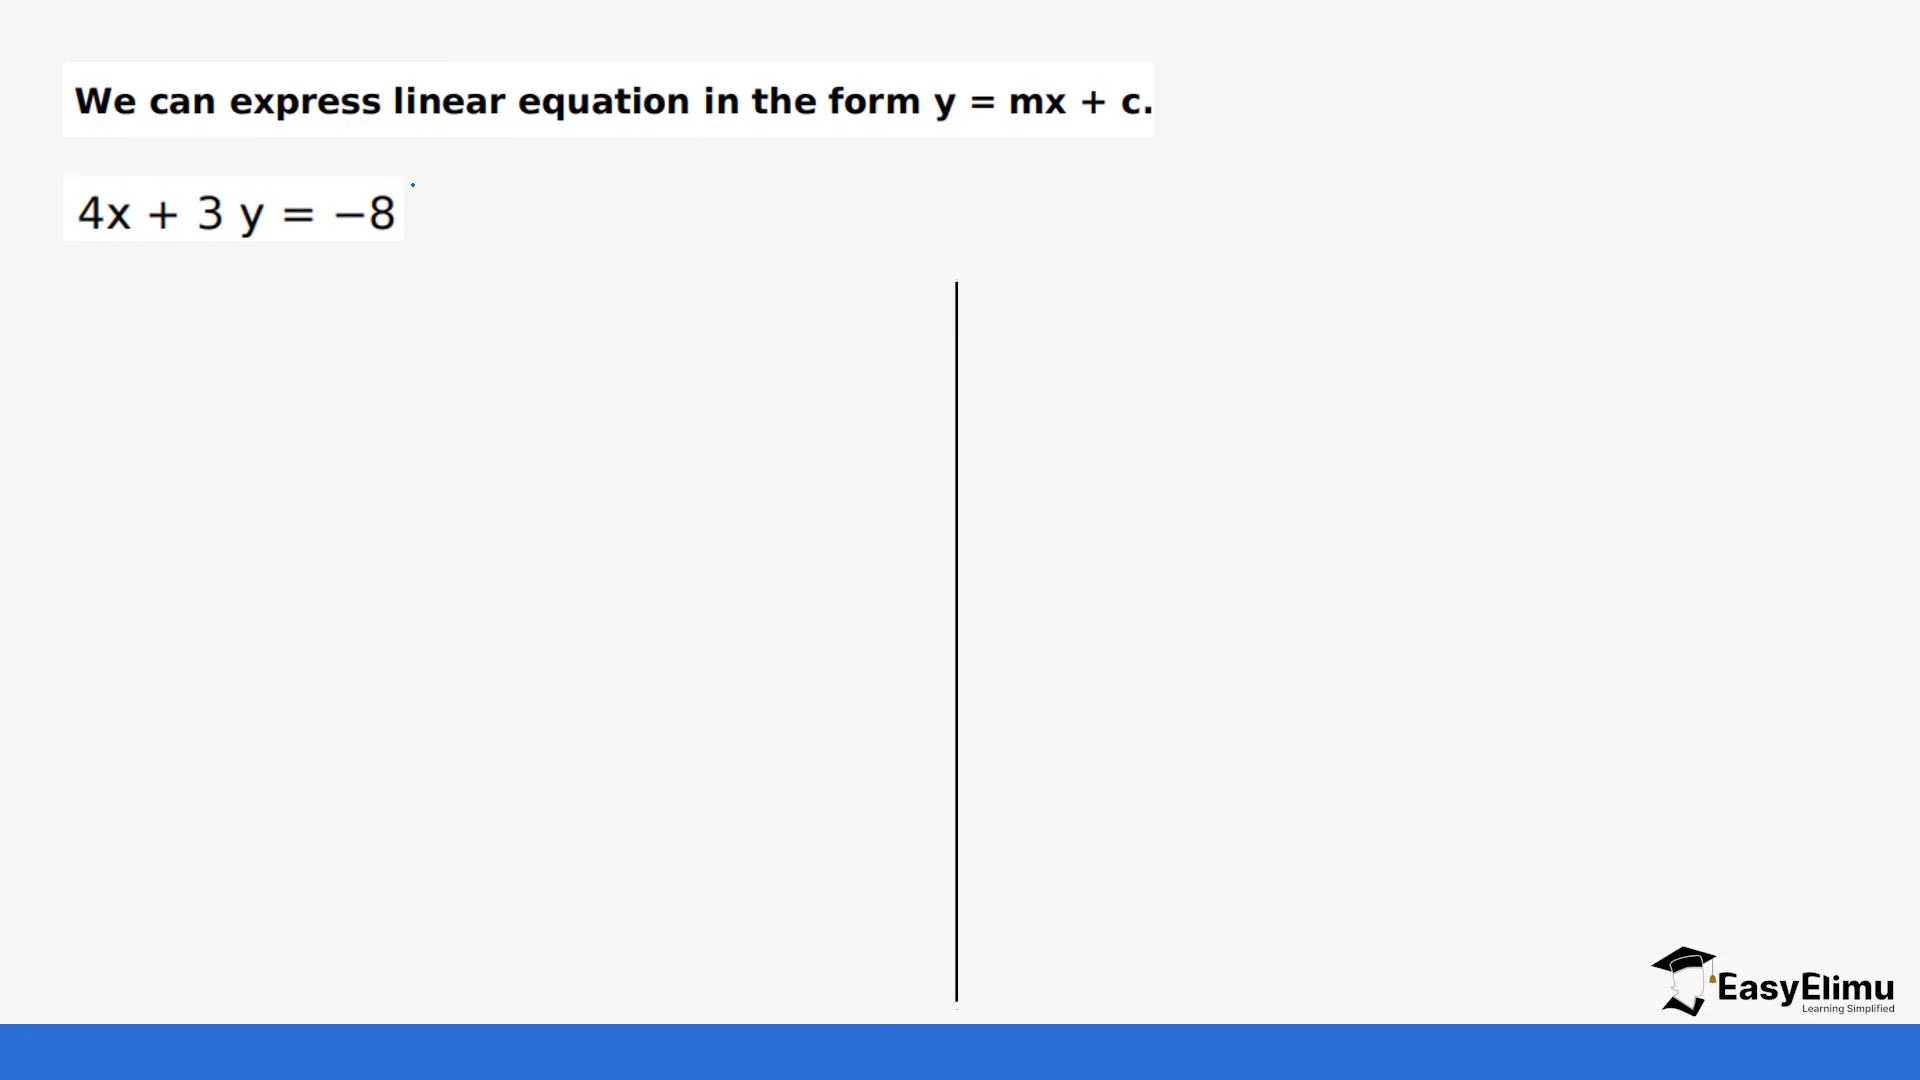 We can express linear equation in the form y = mx + c.
4x + 3 y = −8
EasyElimu
Learning Simplified